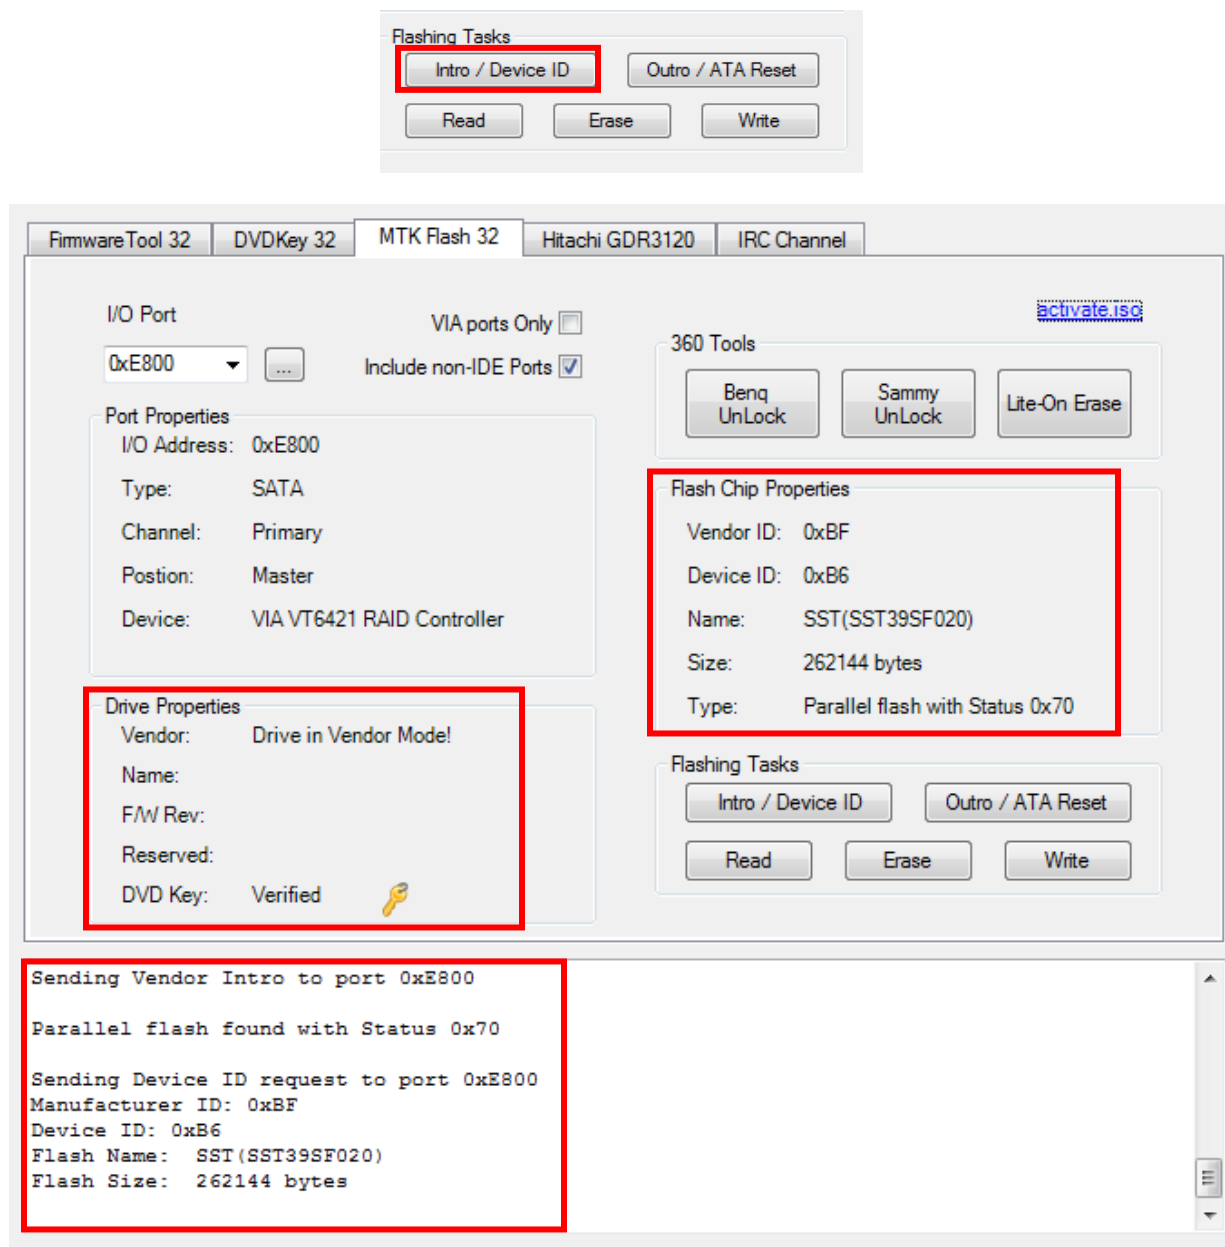 Flashing Tasks
Intro / Device ID
Outro / ATA Reset
Read
Erase
Write
FirmwareTool 32
DVDKey 32
MTK Flash 32
Hitachi GDR3120
IRC Channel
I/O Port
VIA ports Only
0xE800
...
Include non-IDE Ports
activate.iso
360 Tools
Benq
UnLock
Sammy
UnLock
Lite-On Erase
Port Properties
I/O Address: 0xE800
Type: SATA
Channel: Primary
Postion: Master
Device: VIA VT6421 RAID Controller
Flash Chip Properties
Vendor ID: 0xBF
Device ID: 0xB6
Name: SST(SST39SF020)
Size: 262144 bytes
Type: Parallel flash with Status 0x70
Drive Properties
Vendor: Drive in Vendor Mode!
Name:
F/W Rev:
Reserved:
DVD Key: Verified
Flashing Tasks
Intro / Device ID
Outro / ATA Reset
Read
Erase
Write
Sending Vendor Intro to port 0xE800
Parallel flash found with Status 0x70
Sending Device ID request to port 0xE800
Manufacturer ID: 0xBF
Device ID: 0xB6
Flash Name:  SST(SST39SF020)
Flash Size:  262144 bytes